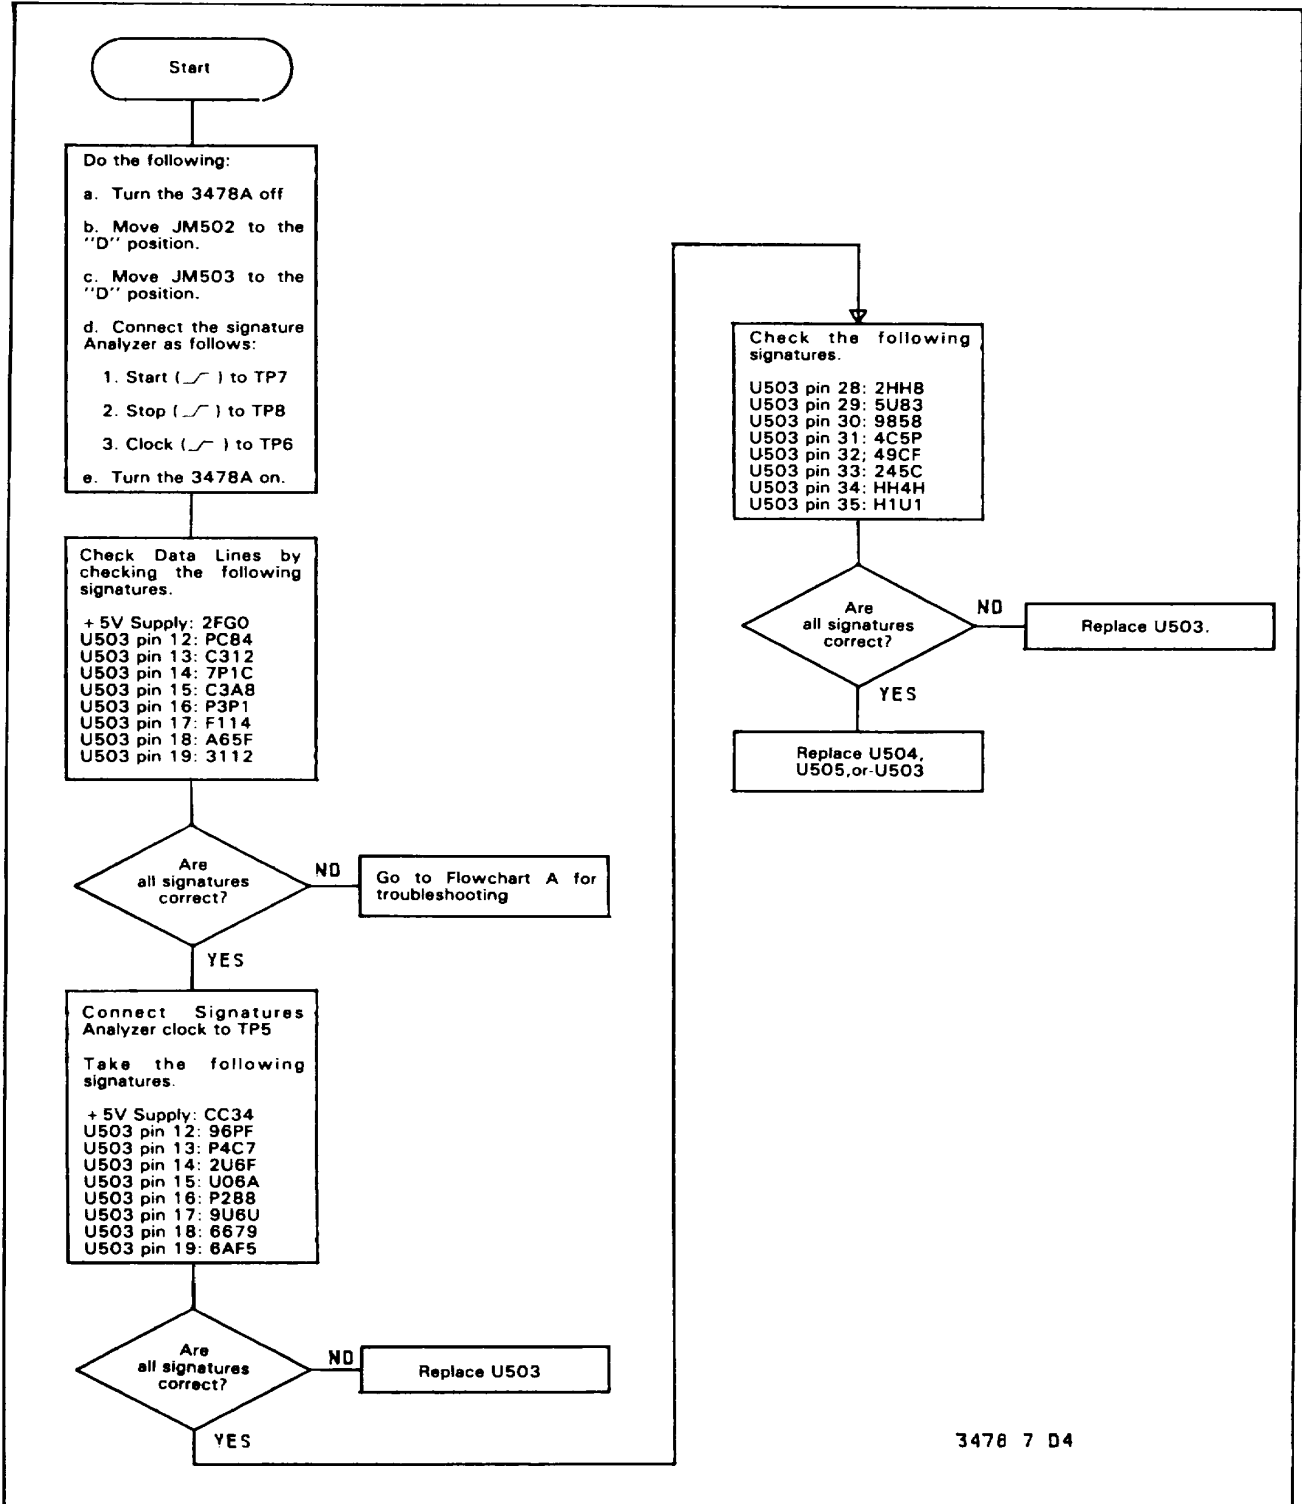 Start
Do the following:
a. Turn the 3478A off
b. Move JM502 to the
"D" position.
c. Move JM503 to the
"D" position.
d. Connect the signature
Analyzer as follows:
1. Start ( ) to TP7
2. Stop ( ) to TP8
3. Clock ( ) to TP6
e. Turn the 3478A on.
Check Data Lines by
checking the following
signatures.
+ 5V Supply: 2FG0
U503 pin 12: PC84
U503 pin 13: C312
U503 pin 14: 7P1C
U503 pin 15: C3A8
U503 pin 16: P3P1
U503 pin 17: F114
U503 pin 18: A65F
U503 pin 19: 3112
Are
all signatures
correct?
NO
Go to Flowchart A for
troubleshooting
YES
Connect Signatures
Analyzer clock to TP5
Take the following
signatures.
+ 5V Supply: CC34
U503 pin 12: 96PF
U503 pin 13: P4C7
U503 pin 14: 2U6F
U503 pin 15: U06A
U503 pin 16: P288
U503 pin 17: 9U6U
U503 pin 18: 6679
U503 pin 19: 6AF5
Are
all signatures
correct?
NO
Replace U503
YES
Check the following
signatures.
U503 pin 28: 2HH8
U503 pin 29: 5U83
U503 pin 30: 9858
U503 pin 31: 4C5P
U503 pin 32; 49CF
U503 pin 33: 245C
U503 pin 34: HH4H
U503 pin 35: H1U1
Are
all signatures
correct?
NO
Replace U503.
YES
Replace U504,
U505,or-U503
3478 7 D4